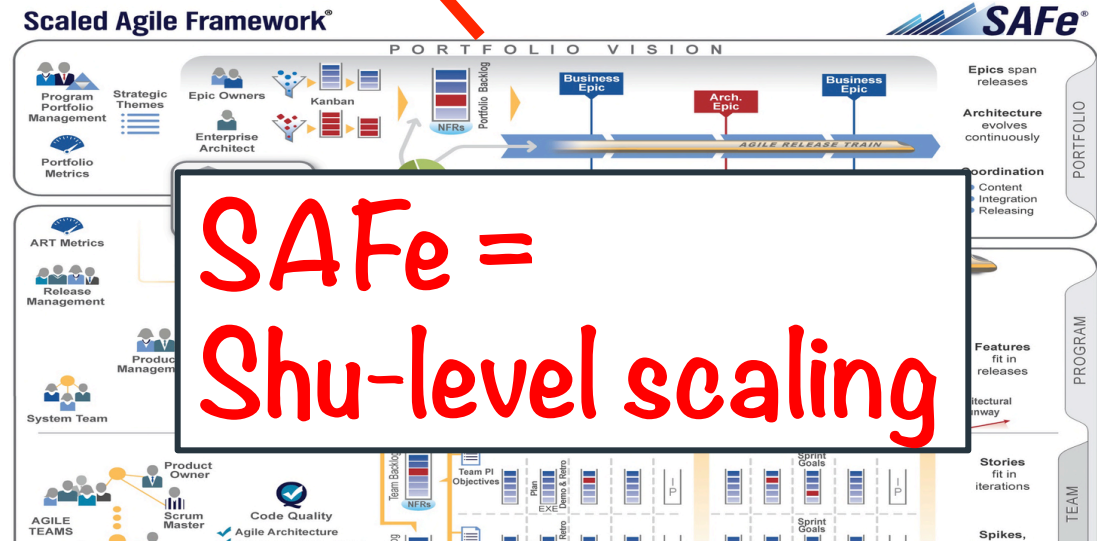 Scaled Agile Framework®
SAFe®
PORTFOLIO VISION
Program
Portfolio
Management
Strategic
Themes
Epic Owners
Kanban
Enterprise
Architect
Portfolio Backlog
NFRs
Business
Epic
Arch.
Epic
Business
Epic
AGILE RELEASE TRAIN
Epics span
releases
Architecture
evolves
continuously
Coordination
Content
Integration
Releasing
PORTFOLIO
Portfolio
Metrics
SAFe =
Shu-level scaling
ART Metrics
Release
Management
System Team
Features
fit in
releases
PROGRAM
Product
Owner
Scrum
Master
AGILE
TEAMS
Code Quality
Agile Architecture
Team Backlog
NFRs
Team PI
Objectives
Plan
EXE
Demo & Retro
IP
Sprint
Goals
IP
Retro
Sprint
Goals
Stories
fit in
iterations
Spikes,
TEAM